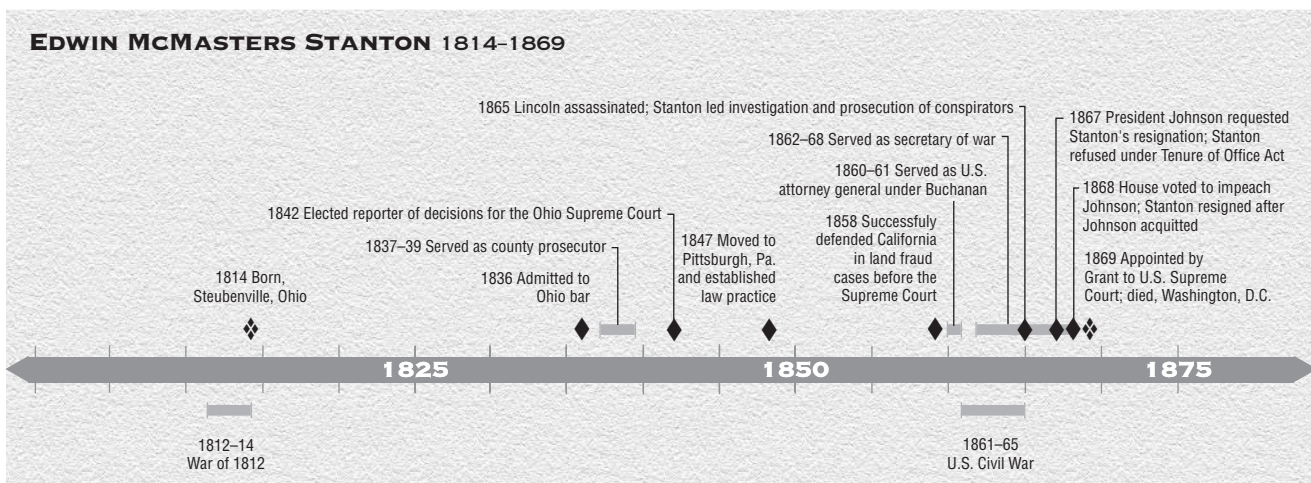 EDWIN MCMASTERS STANTON 1814–1869
1865 Lincoln assassinated; Stanton led investigation and prosecution of conspirators
1867 President Johnson requested
Stanton's resignation; Stanton
refused under Tenure of Office Act
1862–68 Served as secretary of war
1860–61 Served as U.S.
attorney general under Buchanan
1868 House voted to impeach
Johnson; Stanton resigned after
Johnson acquitted
1842 Elected reporter of decisions for the Ohio Supreme Court
1858 Successfuly
defended California
in land fraud
cases before the
Supreme Court
1837–39 Served as county prosecutor
1847 Moved to
Pittsburgh, Pa.
and established
law practice
1869 Appointed by
Grant to U.S. Supreme
Court; died, Washington, D.C.
1814 Born,
Steubenville, Ohio
1836 Admitted to
Ohio bar
1825
1850
1875
1812–14
War of 1812
1861–65
U.S. Civil War